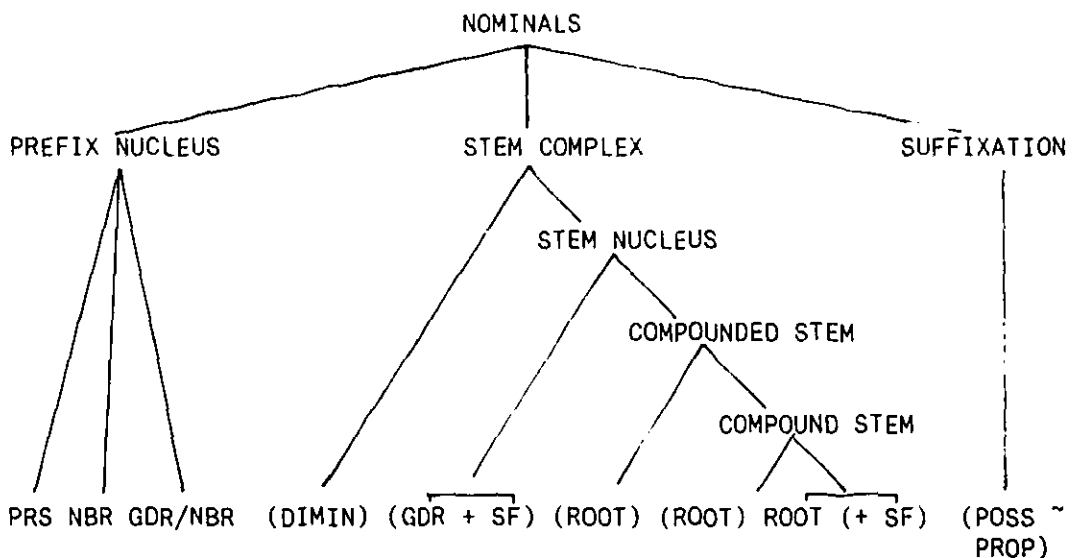 NOMINALS
PREFIX NUCLEUS STEM COMPLEX SUFFIXATION
STEM NUCLEUS
COMPOUNDED STEM
COMPOUND STEM
PRS NBR GDR/NBR (DIMIN) (GDR + SF) (ROOT) (ROOT) ROOT (+ SF) (POSS ~
PROP)